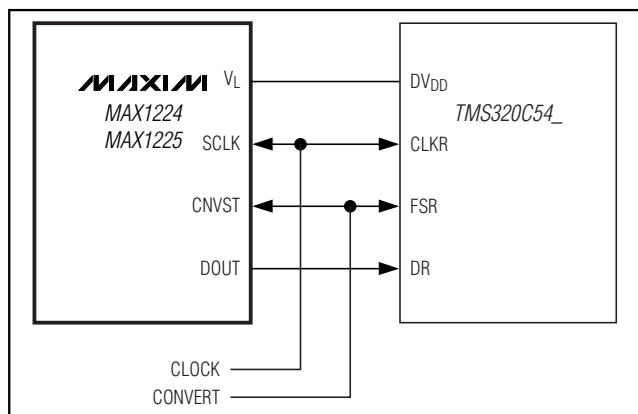 MAXIM
MAX1224
MAX1225
VL
SCLK
CNVST
DOUT
DVDD
TMS320C54_
CLKR
FSR
DR
CLOCK
CONVERT